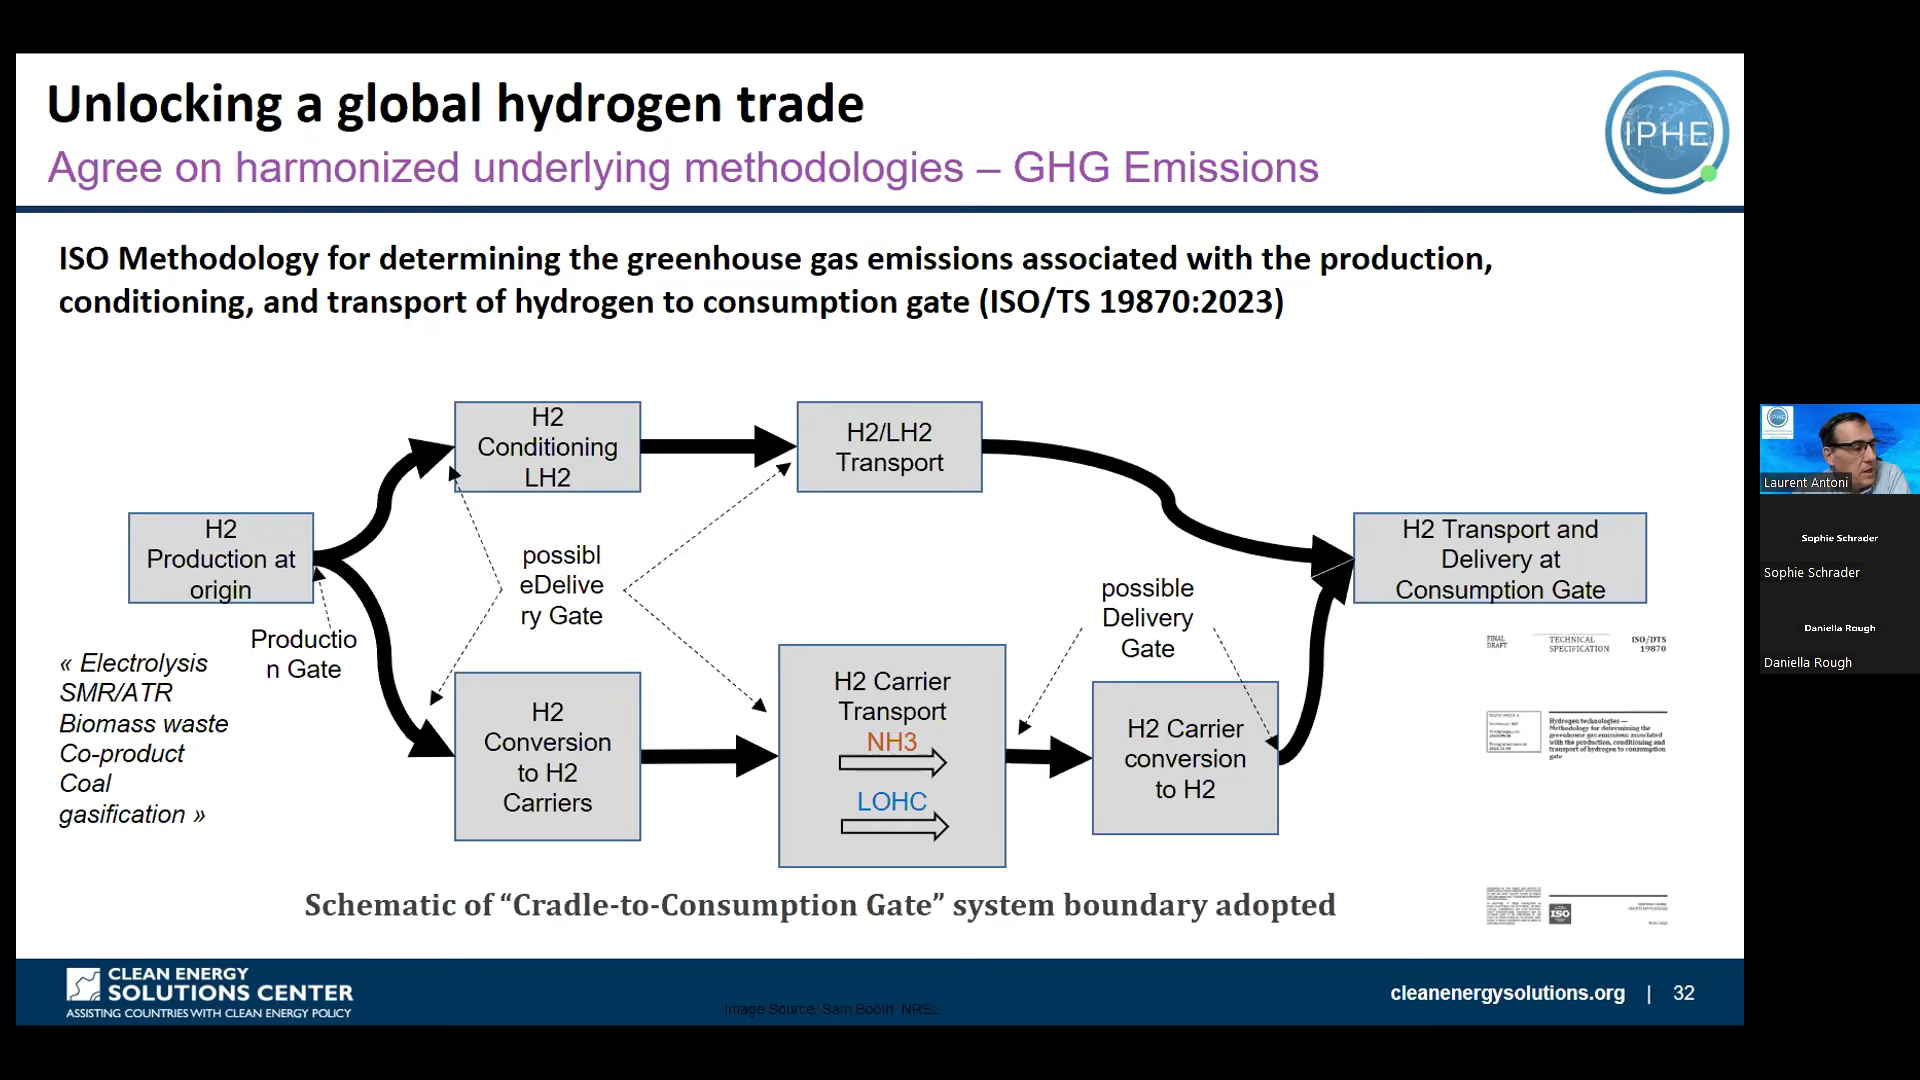 Unlocking a global hydrogen trade
Agree on harmonized underlying methodologies – GHG Emissions
IPHE
ISO Methodology for determining the greenhouse gas emissions associated with the production,
conditioning, and transport of hydrogen to consumption gate (ISO/TS 19870:2023)
H2
Conditioning
LH2
H2/LH2
Transport
H2
Production at
origin
possibl
eDelive
ry Gate
possible
Delivery
Gate
H2 Transport and
Delivery at
Consumption Gate
Productio
n Gate
« Electrolysis
SMR/ATR
Biomass waste
Co-product
Coal
gasification »
H2
Conversion
to H2
Carriers
H2 Carrier
Transport
NH3
LOHC
H2 Carrier
conversion
to H2
FINAL
DRAFT
TECHNICAL
SPECIFICATION
ISO/DTS
19870
Hydrogen technologies —
Methodology for determining the
greenhouse gas emissions associated
with the production, conditioning and
transport of hydrogen to consumption
gate
ISO
Schematic of “Cradle-to-Consumption Gate” system boundary adopted
CLEAN ENERGY
SOLUTIONS CENTER
ASSISTING COUNTRIES WITH CLEAN ENERGY POLICY
Image Source: Sam Booth NREL
cleanenergysolutions.org | 32
Laurent Antoni
Sophie Schrader
Sophie Schrader
Daniella Rough
Daniella Rough